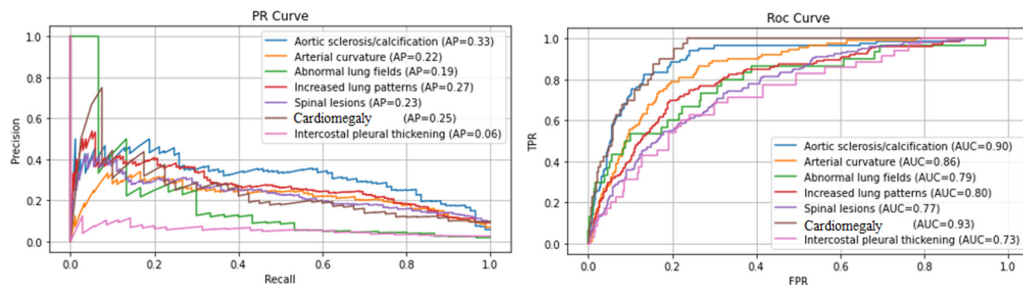 PR Curve
Precision
1.0
0.8
0.6
0.4
0.2
0.0
Aortic sclerosis/calcification (AP=0.33)
Arterial curvature (AP=0.22)
Abnormal lung fields (AP=0.19)
Increased lung patterns (AP=0.27)
Spinal lesions (AP=0.23)
Cardiomegaly (AP=0.25)
Intercostal pleural thickening (AP=0.06)
0.0 0.2 0.4 0.6 0.8 1.0
Recall
Roc Curve
TPR
1.0
0.8
0.6
0.4
0.2
0.0
Aortic sclerosis/calcification (AUC=0.90)
Arterial curvature (AUC=0.86)
Abnormal lung fields (AUC=0.79)
Increased lung patterns (AUC=0.80)
Spinal lesions (AUC=0.77)
Cardiomegaly (AUC=0.93)
Intercostal pleural thickening (AUC=0.73)
0.0 0.2 0.4 0.6 0.8 1.0
FPR